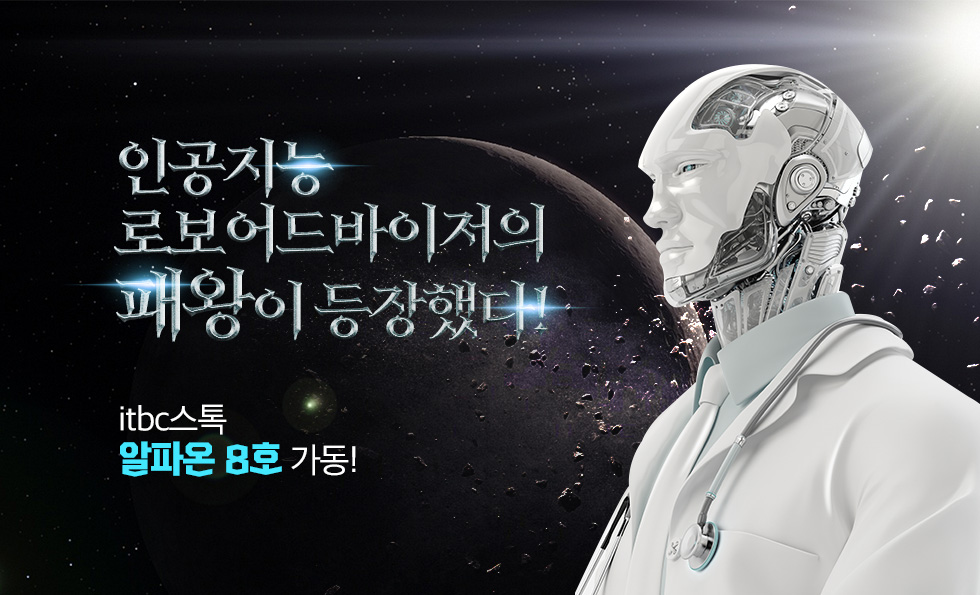 인공지능
로보어드바이저의
패왕이 등장했다!
itbc스톡
알파온 8호 가동!